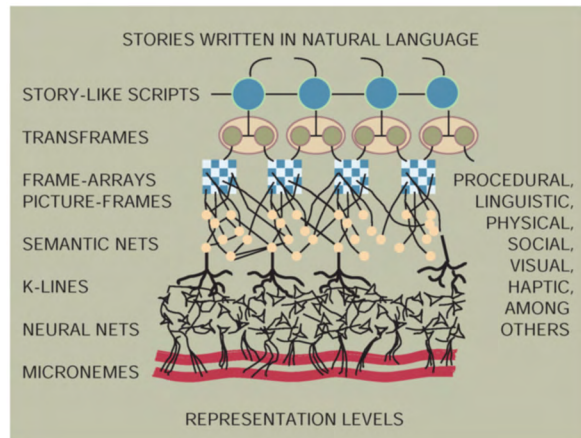 STORIES WRITTEN IN NATURAL LANGUAGE
STORY-LIKE SCRIPTS
TRANSFRAMES
FRAME-ARRAYS
PICTURE-FRAMES
SEMANTIC NETS
K-LINES
NEURAL NETS
MICRONEMES
PROCEDURAL,
LINGUISTIC,
PHYSICAL,
SOCIAL,
VISUAL,
HAPTIC,
AMONG
OTHERS
REPRESENTATION LEVELS